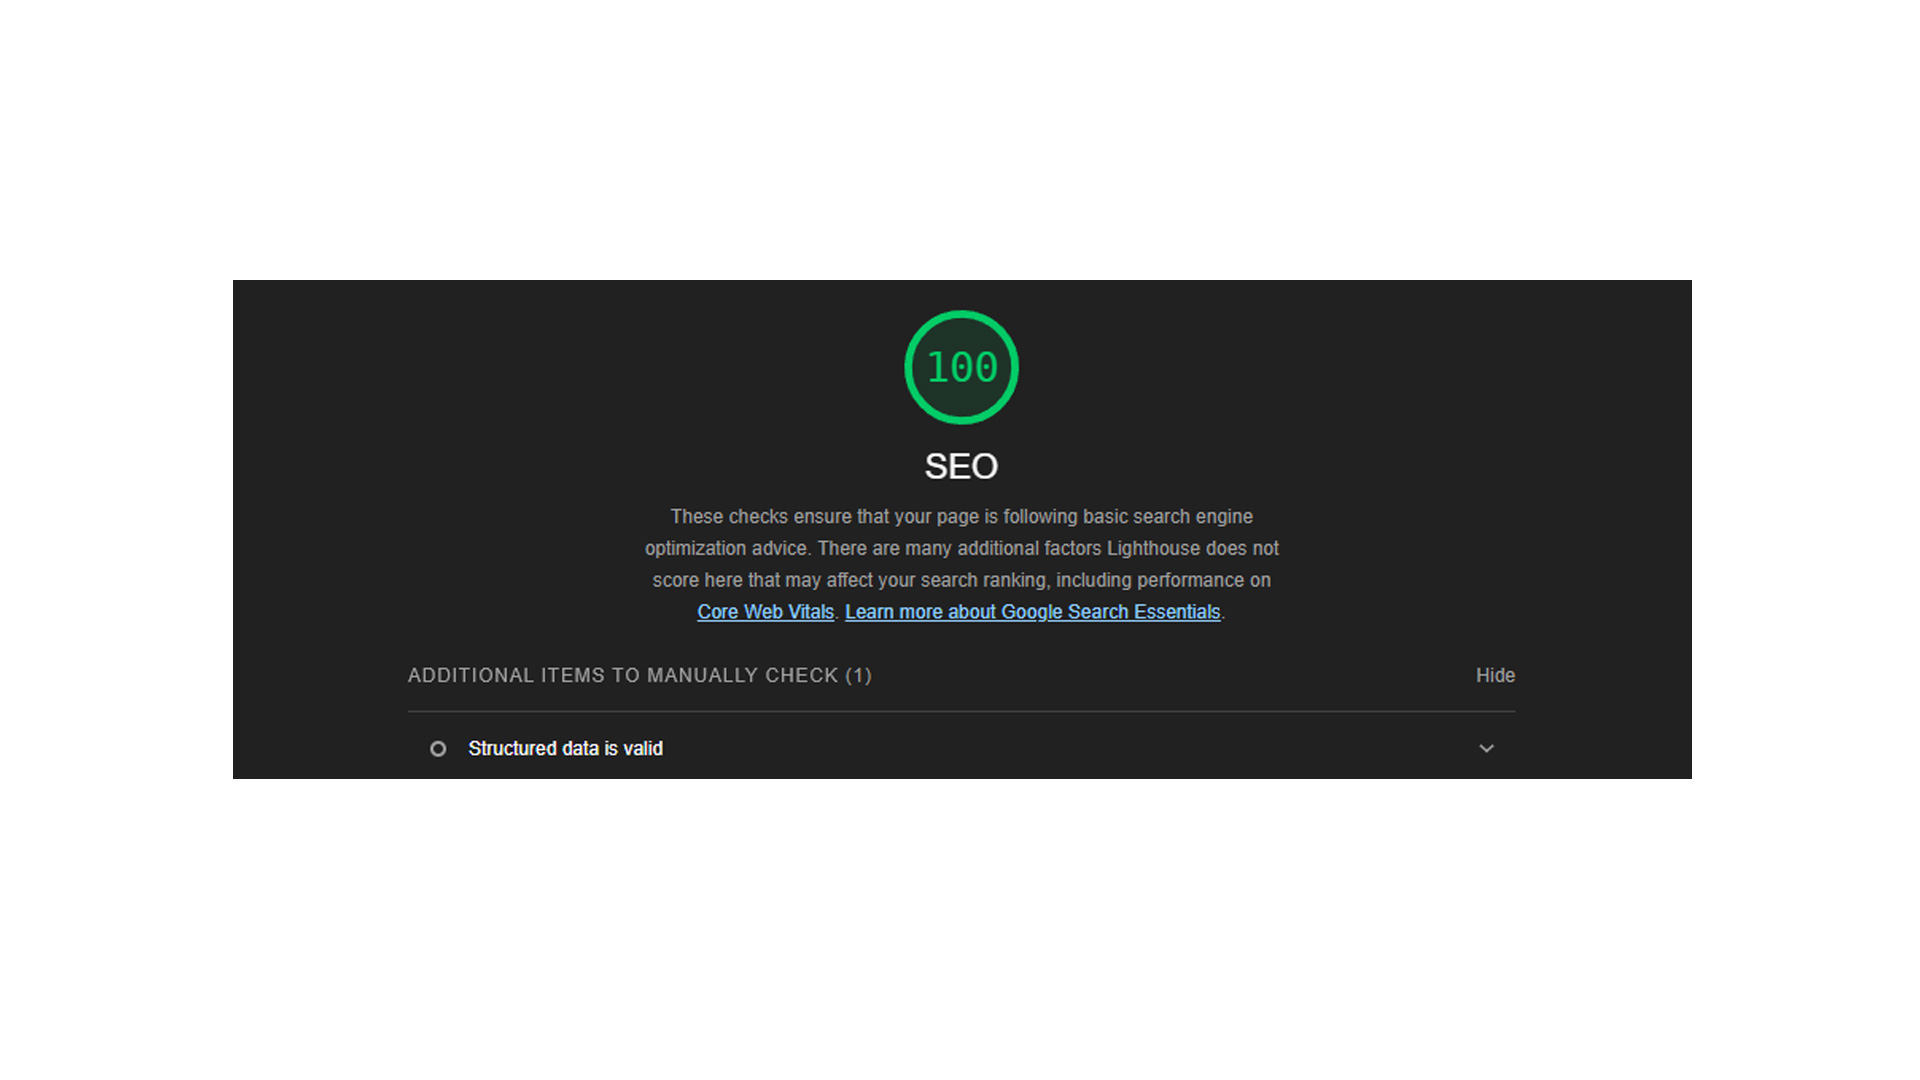 100
SEO
These checks ensure that your page is following basic search engine
optimization advice. There are many additional factors Lighthouse does not
score here that may affect your search ranking, including performance on
Core Web Vitals. Learn more about Google Search Essentials.
ADDITIONAL ITEMS TO MANUALLY CHECK (1) Hide
Structured data is valid